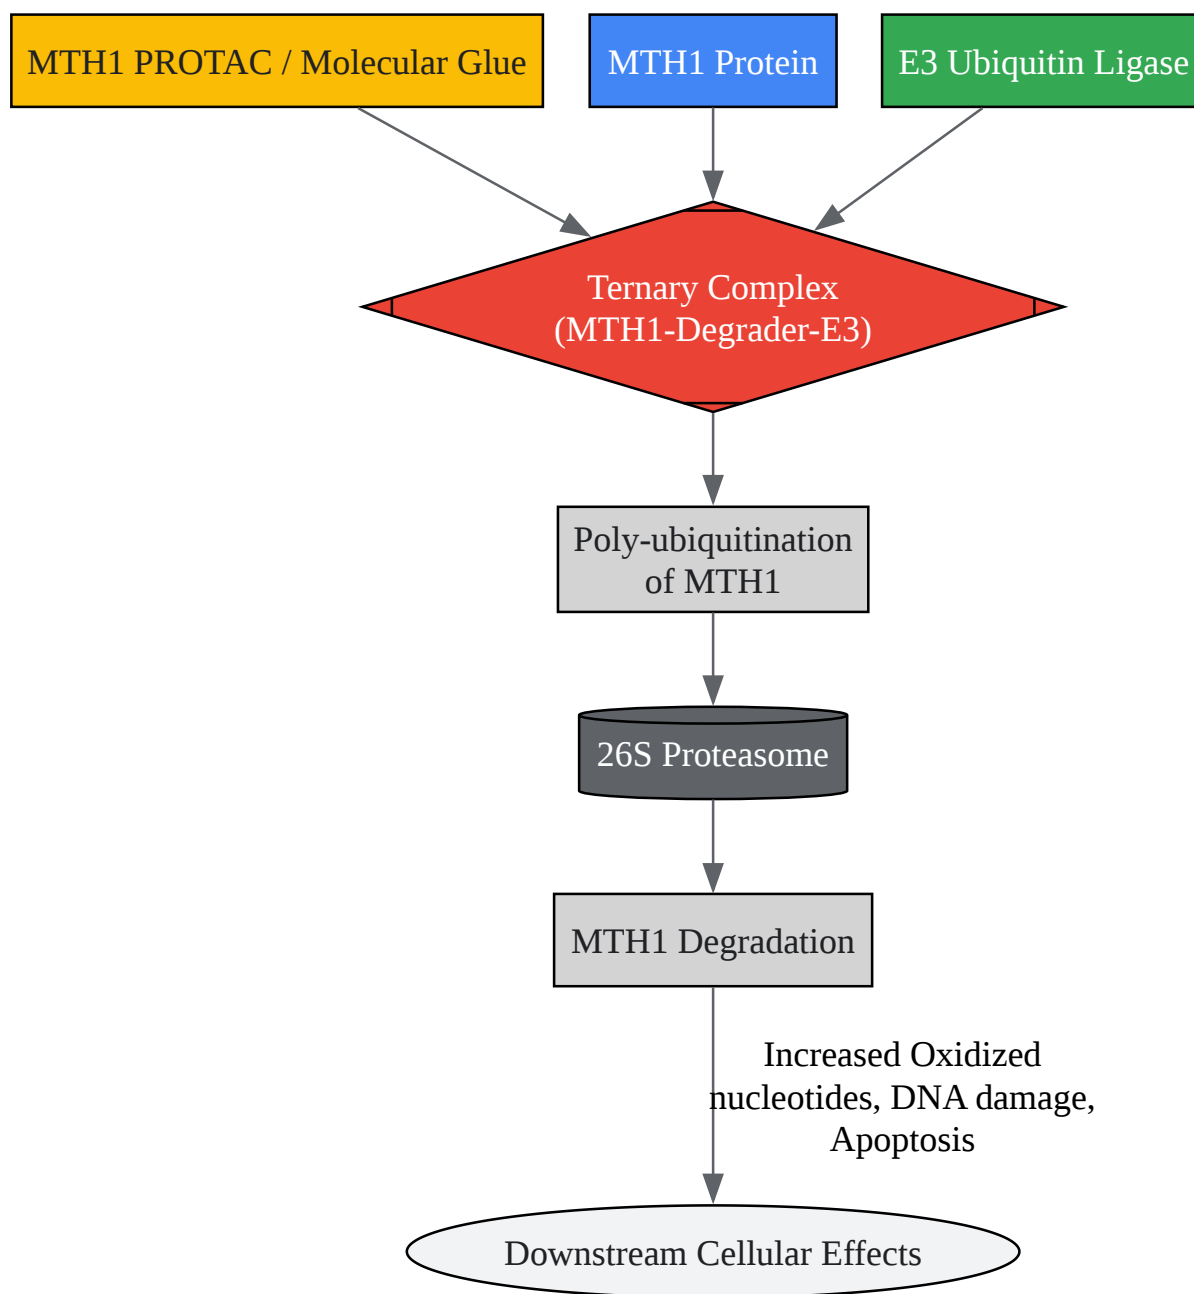 MTH1 PROTAC / Molecular Glue
MTH1 Protein
E3 Ubiquitin Ligase
Ternary Complex
(MTH1-Degrader-E3)
Poly-ubiquitination
of MTH1
26S Proteasome
MTH1 Degradation
Increased Oxidized
nucleotides, DNA damage,
Apoptosis
Downstream Cellular Effects